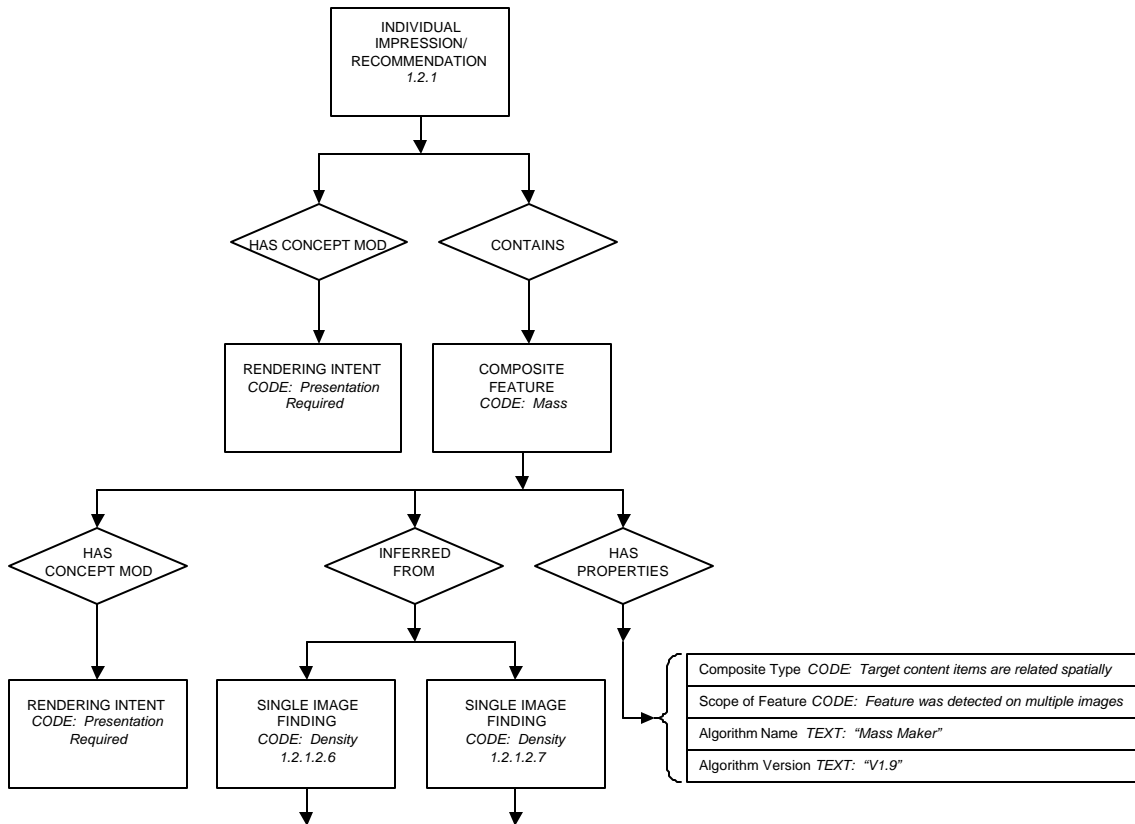 INDIVIDUAL
IMPRESSION/
RECOMMENDATION
1.2.1
HAS CONCEPT MOD
CONTAINS
RENDERING INTENT
CODE: Presentation
Required
COMPOSITE
FEATURE
CODE: Mass
HAS
CONCEPT MOD
INFERRED
FROM
HAS
PROPERTIES
RENDERING INTENT
CODE: Presentation
Required
SINGLE IMAGE
FINDING
CODE: Density
1.2.1.2.6
SINGLE IMAGE
FINDING
CODE: Density
1.2.1.2.7
Composite Type CODE: Target content items are related spatially
Scope of Feature CODE: Feature was detected on multiple images
Algorithm Name TEXT: “Mass Maker”
Algorithm Version TEXT: “V1.9”